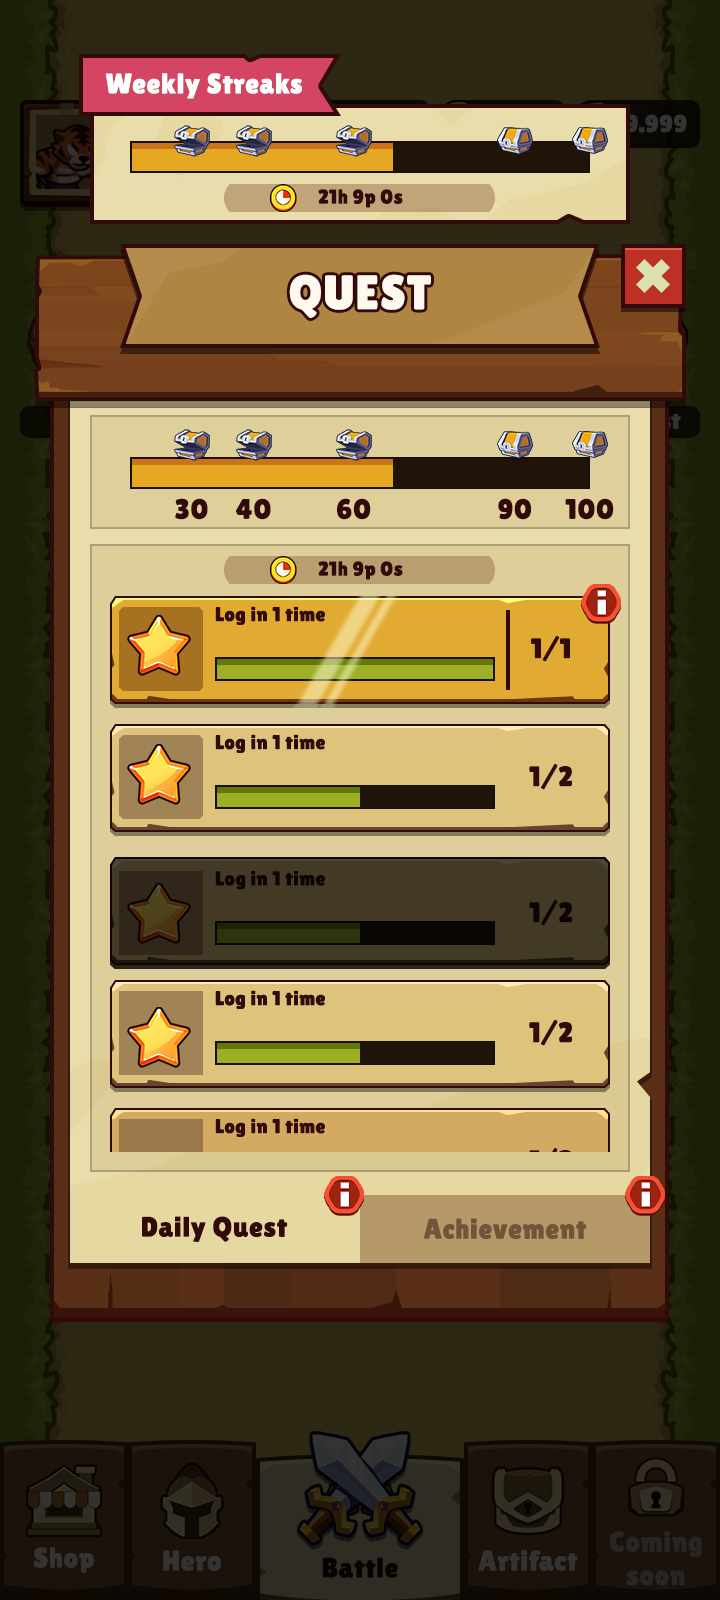 Weekly Streaks
9.999
21h 9p 0s
QUEST
30 40 60 90 100
21h 9p 0s
Log in 1 time
1/1
Log in 1 time
1/2
Log in 1 time
1/2
Log in 1 time
1/2
Log in 1 time
Daily Quest
Achievement
Shop
Hero
Battle
Artifact
Coming
soon